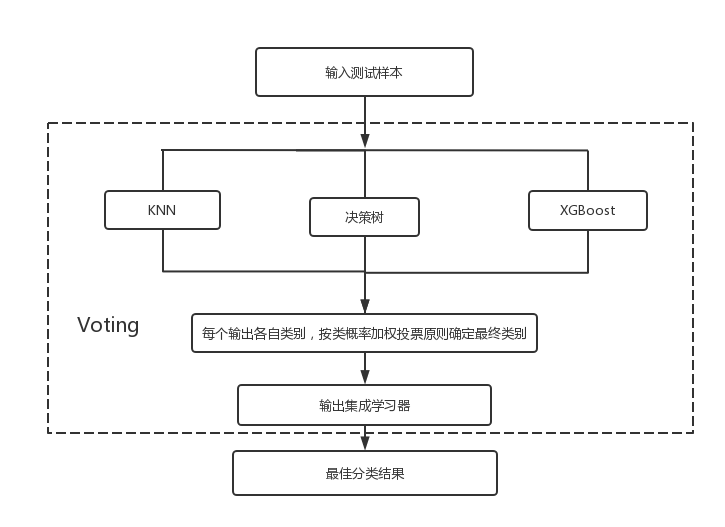 输入测试样本
KNN
决策树
XGBoost
Voting
每个输出各自类别，按类概率加权投票原则确定最终类别
输出集成学习器
最佳分类结果